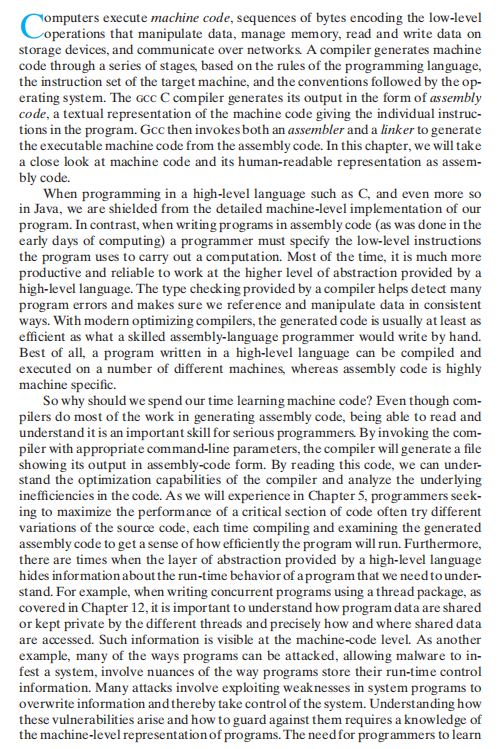 Computers execute machine code, sequences of bytes encoding the low-level
operations that manipulate data, manage memory, read and write data on
storage devices, and communicate over networks. A compiler generates machine
code through a series of stages, based on the rules of the programming language,
the instruction set of the target machine, and the conventions followed by the op-
erating system. The GCC C compiler generates its output in the form of assembly
code, a textual representation of the machine code giving the individual instruc-
tions in the program. Gcc then invokes both an assembler and a linker to generate
the executable machine code from the assembly code. In this chapter, we will take
a close look at machine code and its human-readable representation as assem-
bly code.
When programming in a high-level language such as C, and even more so
in Java, we are shielded from the detailed machine-level implementation of our
program. In contrast, when writing programs in assembly code (as was done in the
early days of computing) a programmer must specify the low-level instructions
the program uses to carry out a computation. Most of the time, it is much more
productive and reliable to work at the higher level of abstraction provided by a
high-level language. The type checking provided by a compiler helps detect many
program errors and makes sure we reference and manipulate data in consistent
ways. With modern optimizing compilers, the generated code is usually at least as
efficient as what a skilled assembly-language programmer would write by hand.
Best of all, a program written in a high-level language can be compiled and
executed on a number of different machines, whereas assembly code is highly
machine specific.
So why should we spend our time learning machine code? Even though com-
pilers do most of the work in generating assembly code, being able to read and
understand it is an important skill for serious programmers. By invoking the com-
piler with appropriate command-line parameters, the compiler will generate a file
showing its output in assembly-code form. By reading this code, we can under-
stand the optimization capabilities of the compiler and analyze the underlying
inefficiencies in the code. As we will experience in Chapter 5, programmers seek-
ing to maximize the performance of a critical section of code often try different
variations of the source code, each time compiling and examining the generated
assembly code to get a sense of how efficiently the program will run. Furthermore,
there are times when the layer of abstraction provided by a high-level language
hides information about the run-time behavior of a program that we need to under-
stand. For example, when writing concurrent programs using a thread package, as
covered in Chapter 12, it is important to understand how program data are shared
or kept private by the different threads and precisely how and where shared data
are accessed. Such information is visible at the machine-code level. As another
example, many of the ways programs can be attacked, allowing malware to in-
fest a system, involve nuances of the way programs store their run-time control
information. Many attacks involve exploiting weaknesses in system programs to
overwrite information and thereby take control of the system. Understanding how
these vulnerabilities arise and how to guard against them requires a knowledge of
the machine-level representation of programs. The need for programmers to learn